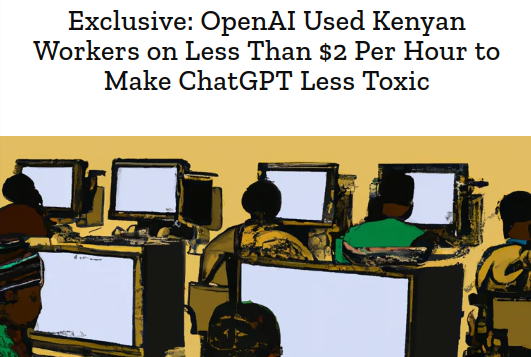 Exclusive: OpenAI Used Kenyan
Workers on Less Than $2 Per Hour to
Make ChatGPT Less Toxic